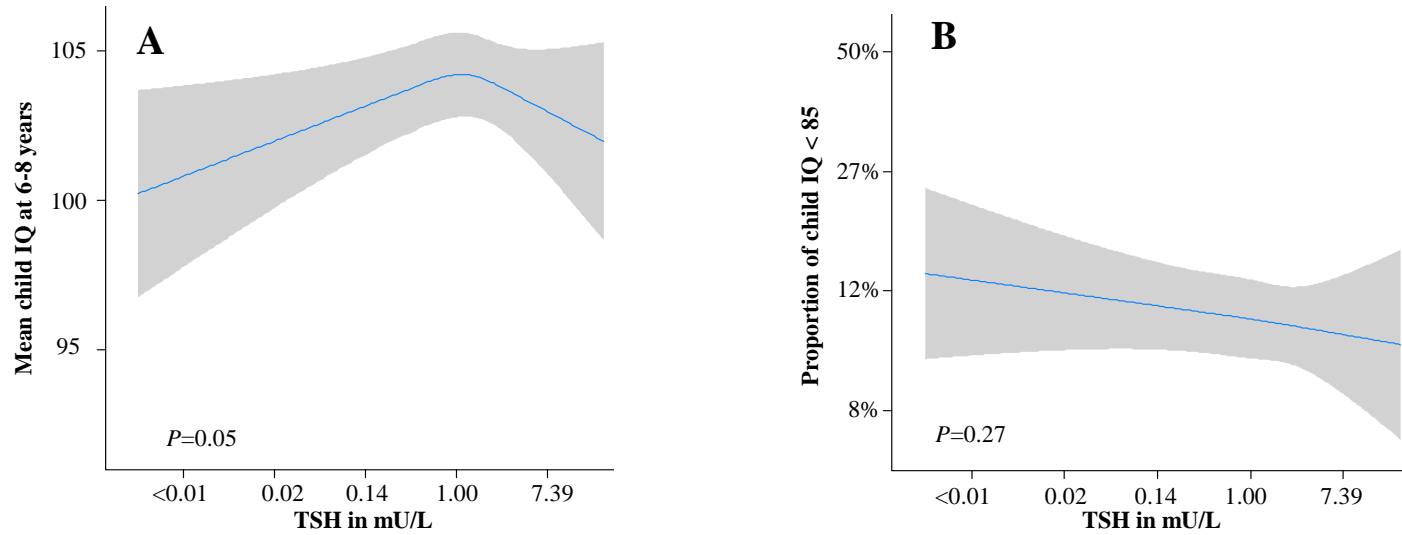 A
Mean child IQ at 6-8 years
105
100
95
P=0.05
<0.01 0.02 0.14 1.00 7.39
TSH in mU/L
B
Proportion of child IQ < 85
50%
27%
12%
8%
P=0.27
<0.01 0.02 0.14 1.00 7.39
TSH in mU/L